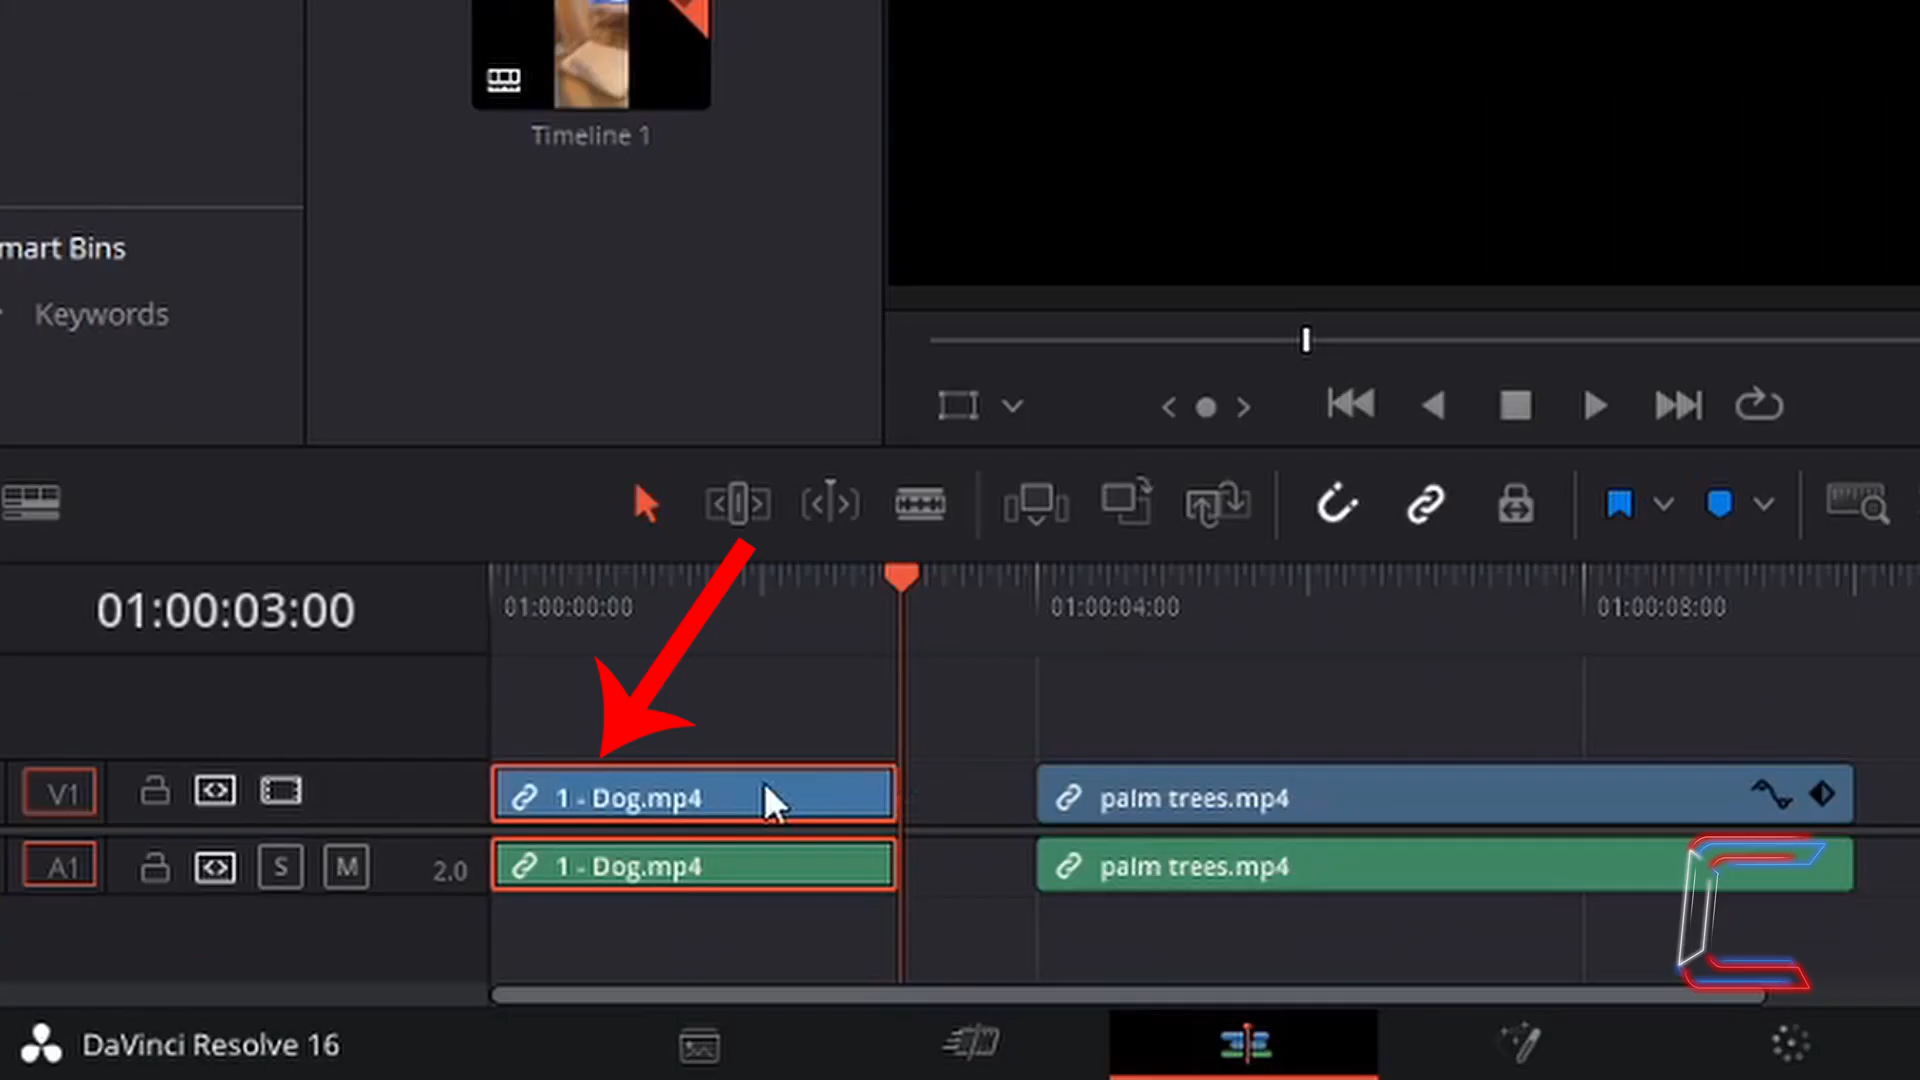 Timeline 1
mart Bins
Keywords
01:00:03:00
01:00:00:00
01:00:04:00
01:00:08:00
V1
1 - Dog.mp4
palm trees.mp4
A1
S
M
2.0
1 - Dog.mp4
palm trees.mp4
DaVinci Resolve 16